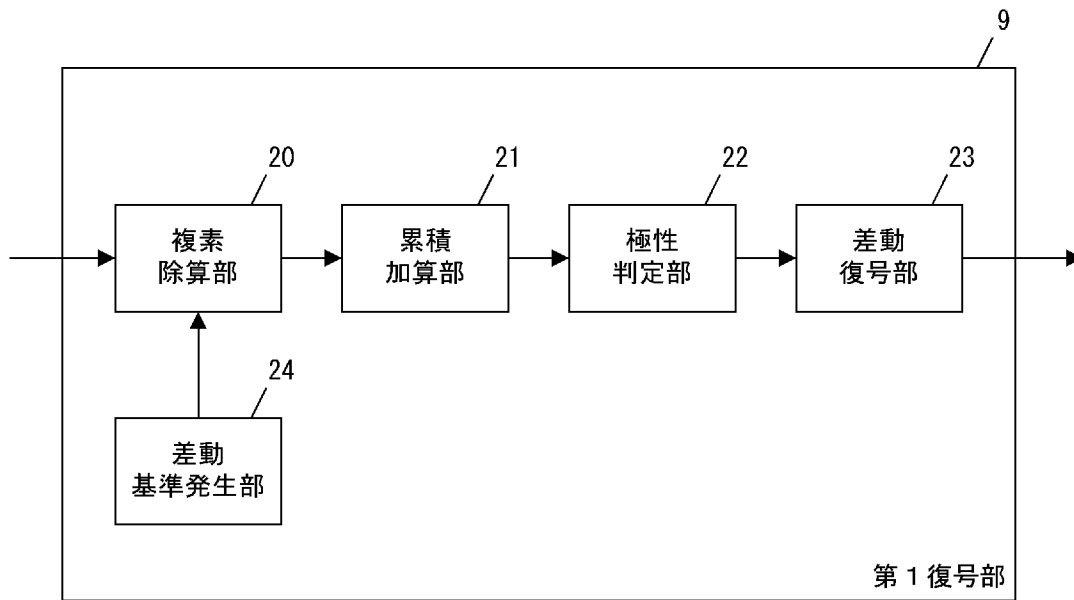 9
20
21
22
23
複素
除算部
累積
加算部
極性
判定部
差動
復号部
24
差動
基準発生部
第１復号部